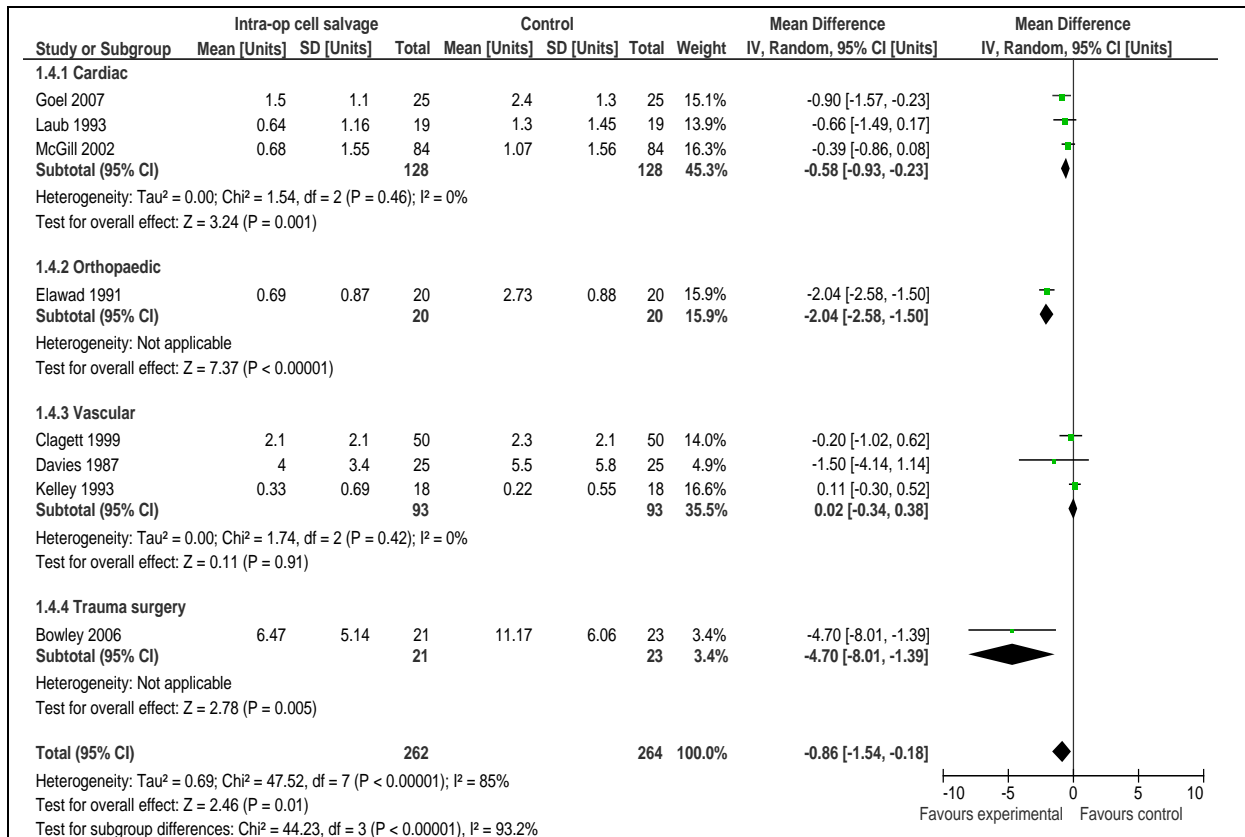 Intra-op cell salvage Control Mean Difference Mean Difference
Study or Subgroup Mean [Units] SD [Units] Total Mean [Units] SD [Units] Total Weight IV, Random, 95% CI [Units] IV, Random, 95% CI [Units]
1.4.1 Cardiac
Goel 2007 1.5 1.1 25 2.4 1.3 25 15.1% -0.90 [-1.57, -0.23]
Laub 1993 0.64 1.16 19 1.3 1.45 19 13.9% -0.66 [-1.49, 0.17]
McGill 2002 0.68 1.55 84 1.07 1.56 84 16.3% -0.39 [-0.86, 0.08]
Subtotal (95% CI) 128 128 45.3% -0.58 [-0.93, -0.23]
Heterogeneity: Tau² = 0.00; Chi² = 1.54, df = 2 (P = 0.46); I² = 0%
Test for overall effect: Z = 3.24 (P = 0.001)
1.4.2 Orthopaedic
Elawad 1991 0.69 0.87 20 2.73 0.88 20 15.9% -2.04 [-2.58, -1.50]
Subtotal (95% CI) 20 20 15.9% -2.04 [-2.58, -1.50]
Heterogeneity: Not applicable
Test for overall effect: Z = 7.37 (P < 0.00001)
1.4.3 Vascular
Clagett 1999 2.1 2.1 50 2.3 2.1 50 14.0% -0.20 [-1.02, 0.62]
Davies 1987 4 3.4 25 5.5 5.8 25 4.9% -1.50 [-4.14, 1.14]
Kelley 1993 0.33 0.69 18 0.22 0.55 18 16.6% 0.11 [-0.30, 0.52]
Subtotal (95% CI) 93 93 35.5% 0.02 [-0.34, 0.38]
Heterogeneity: Tau² = 0.00; Chi² = 1.74, df = 2 (P = 0.42); I² = 0%
Test for overall effect: Z = 0.11 (P = 0.91)
1.4.4 Trauma surgery
Bowley 2006 6.47 5.14 21 11.17 6.06 23 3.4% -4.70 [-8.01, -1.39]
Subtotal (95% CI) 21 23 3.4% -4.70 [-8.01, -1.39]
Heterogeneity: Not applicable
Test for overall effect: Z = 2.78 (P = 0.005)
Total (95% CI) 262 264 100.0% -0.86 [-1.54, -0.18]
Heterogeneity: Tau² = 0.69; Chi² = 47.52, df = 7 (P < 0.00001); I² = 85%
Test for overall effect: Z = 2.46 (P = 0.01)
Test for subgroup differences: Chi² = 44.23, df = 3 (P < 0.00001), I² = 93.2%
-10 -5 0 5 10
Favours experimental Favours control